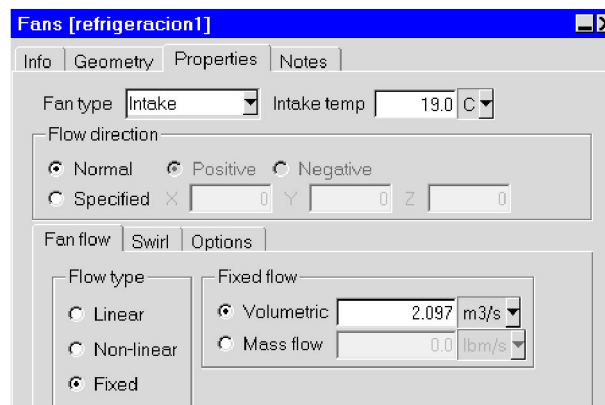 Fans [refrigeracion1]
Info Geometry Properties Notes
Fan type Intake Intake temp 19.0 C
Flow direction
Normal Positive Negative
Specified X 0 Y 0 Z 0
Fan flow Swirl Options
Flow type Fixed flow
Linear Volumetric 2.097 m3/s
Non-linear Mass flow 0.0 lbm/s
Fixed